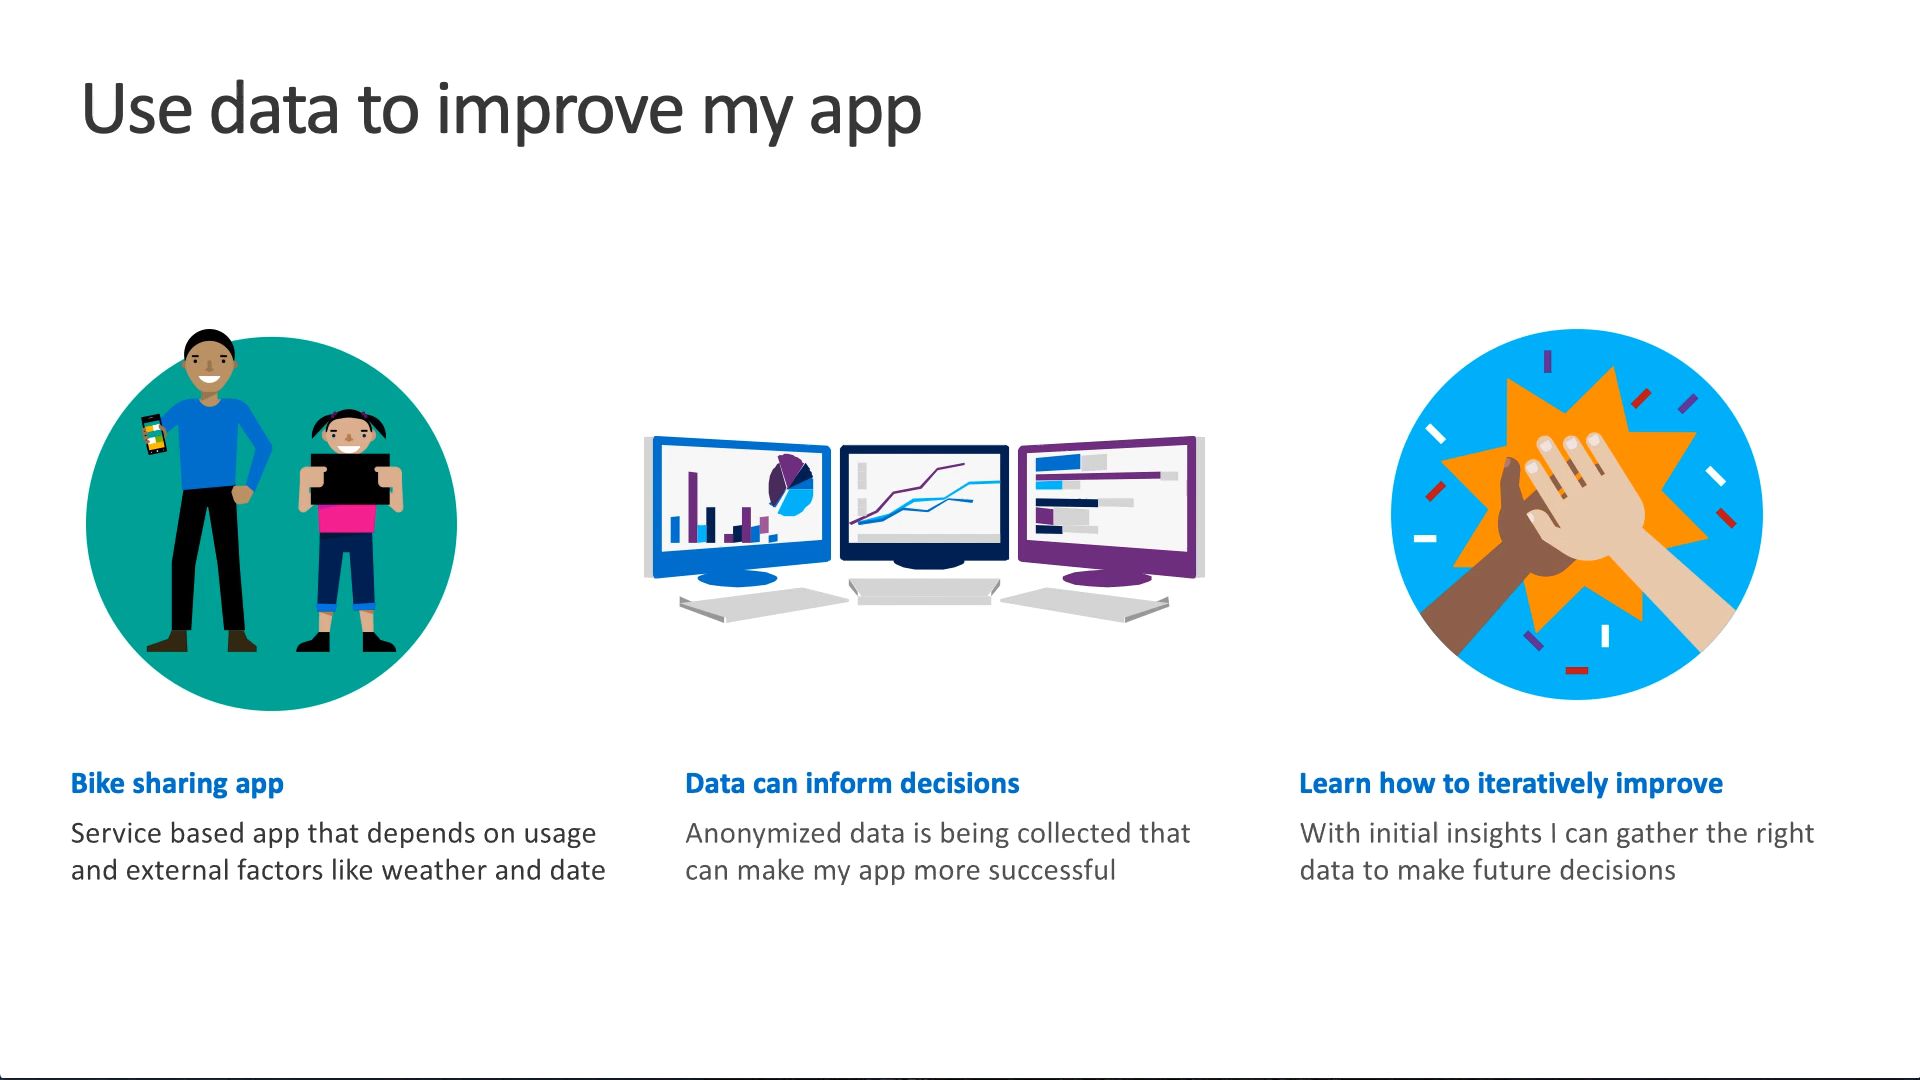 Use data to improve my app
Bike sharing app
Service based app that depends on usage
and external factors like weather and date
Data can inform decisions
Anonymized data is being collected that
can make my app more successful
Learn how to iteratively improve
With initial insights I can gather the right
data to make future decisions